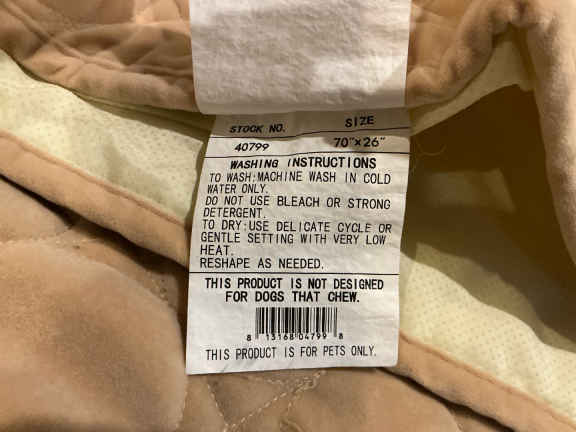 STOCK NO. SIZE
40799 70"×26"
WASHING INSTRUCTIONS
TO WASH:MACHINE WASH IN COLD
WATER ONLY.
DO NOT USE BLEACH OR STRONG
DETERGENT.
TO DRY:USE DELICATE CYCLE OR
GENTLE SETTING WITH VERY LOW
HEAT.
RESHAPE AS NEEDED.
THIS PRODUCT IS NOT DESIGNED
FOR DOGS THAT CHEW.
8 13168 04799 8
THIS PRODUCT IS FOR PETS ONLY.